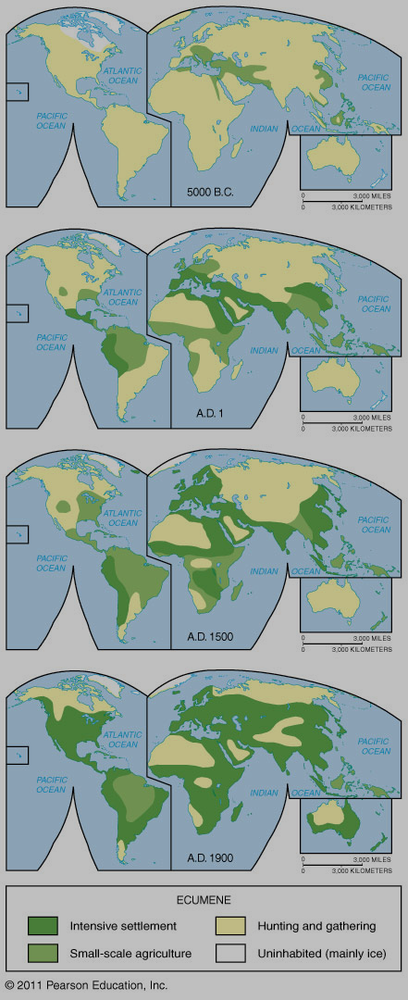 ATLANTIC
OCEAN
PACIFIC
OCEAN
PACIFIC
OCEAN
INDIAN OCEAN
5000 B.C.
0 3,000 MILES
0 3,000 KILOMETERS
ATLANTIC
OCEAN
PACIFIC
OCEAN
PACIFIC
OCEAN
INDIAN OCEAN
A.D. 1
0 3,000 MILES
0 3,000 KILOMETERS
ATLANTIC
OCEAN
PACIFIC
OCEAN
PACIFIC
OCEAN
INDIAN OCEAN
A.D. 1500
0 3,000 MILES
0 3,000 KILOMETERS
ATLANTIC
OCEAN
PACIFIC
OCEAN
PACIFIC
OCEAN
INDIAN OCEAN
A.D. 1900
0 3,000 MILES
0 3,000 KILOMETERS
ECUMENE
Intensive settlement
Hunting and gathering
Small-scale agriculture
Uninhabited (mainly ice)
© 2011 Pearson Education, Inc.